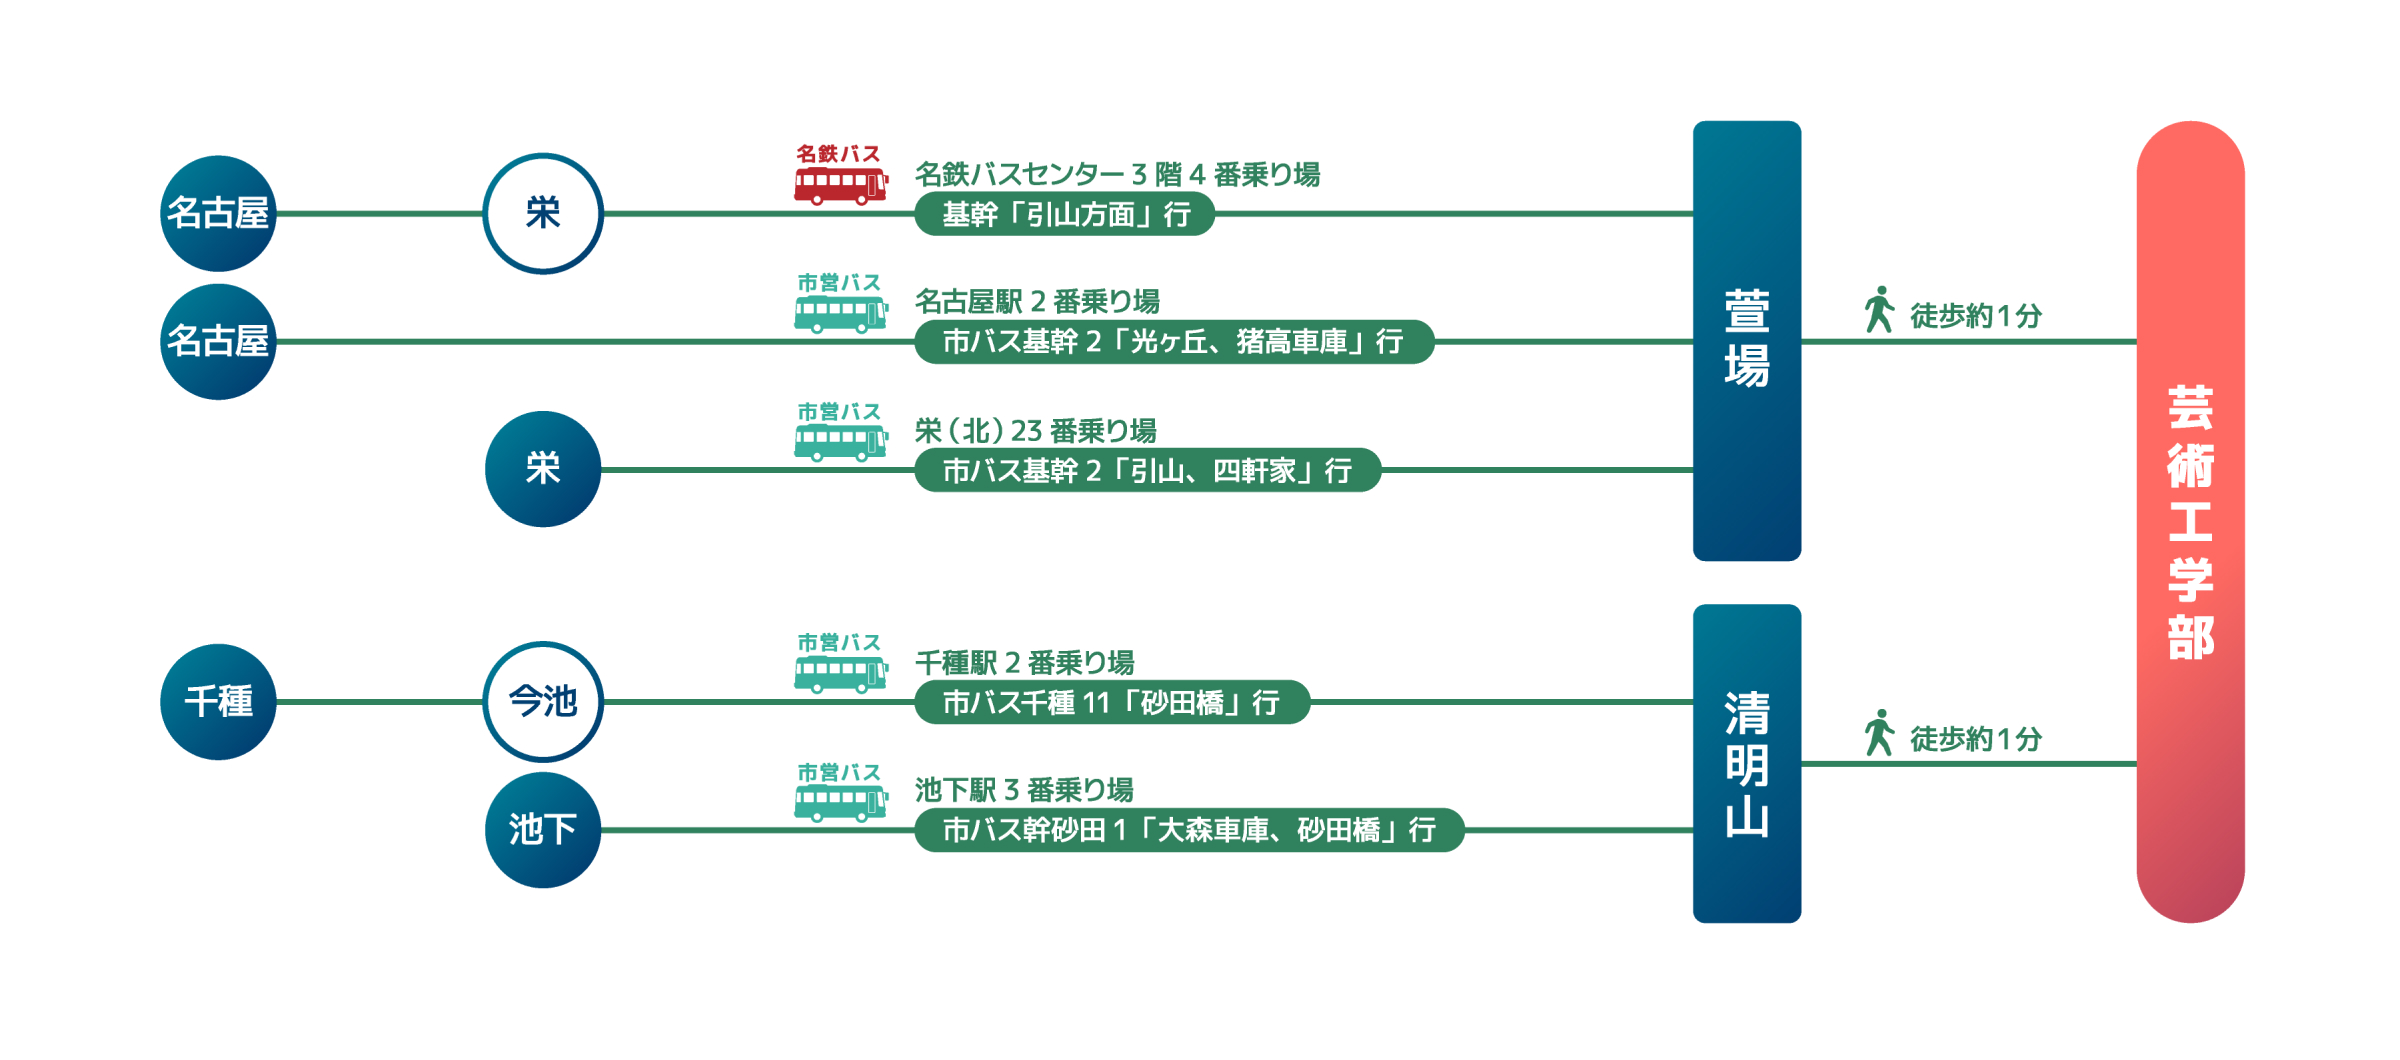 名古屋
栄
名鉄バス
名鉄バスセンター 3 階 4 番乗り場
基幹「引山方面」行
名古屋
市営バス
名古屋駅 2 番乗り場
市バス基幹 2「光ヶ丘、猪高車庫」行
栄
市営バス
栄（北）23 番乗り場
市バス基幹 2「引山、四軒家」行
萱場
徒歩約1分
千種
今池
市営バス
千種駅 2 番乗り場
市バス千種 11「砂田橋」行
池下
市営バス
池下駅 3 番乗り場
市バス幹砂田 1「大森車庫、砂田橋」行
清明山
徒歩約1分
芸術工学部